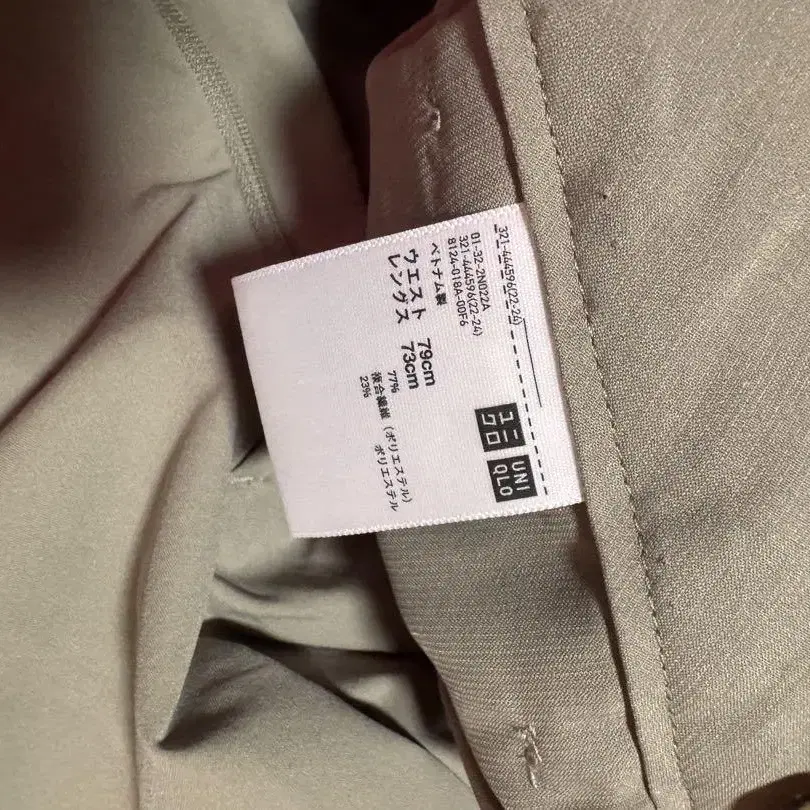 321-444596(22-24)
ユニ
クロ
UNI
QLO
01-32-2N022A
321-444596(22-24)
8124-018A-00F6
ベトナム製
ウエスト 79cm
レングス 73cm
77%
複合繊維（ポリエステル）
ポリエステル
23%